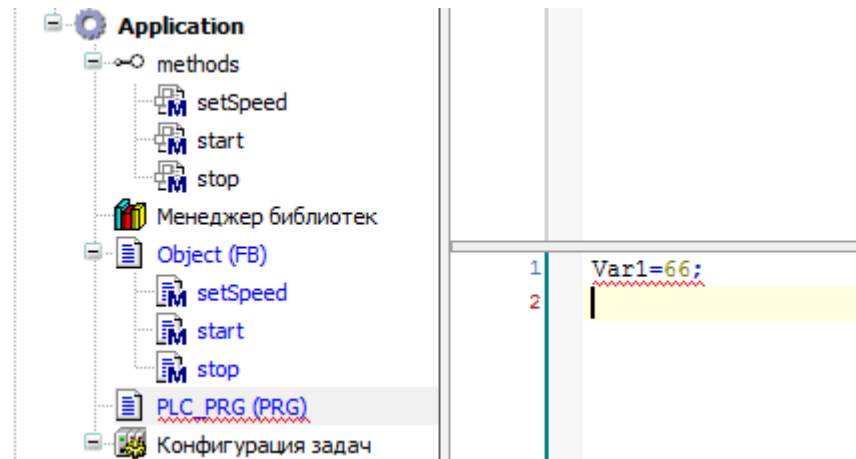 Application
methods
setSpeed
start
stop
Менеджер библиотек
Object (FB)
setSpeed
start
stop
PLC_PRG (PRG)
Конфигурация задач
1 Var1=66;
2